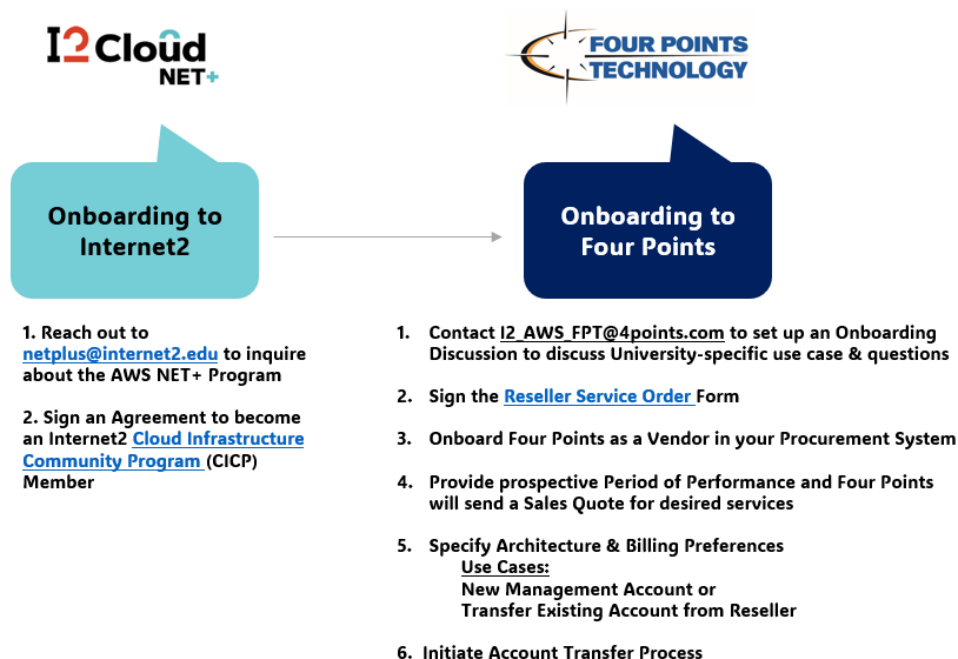 I2 Cloud
NET+
FOUR POINTS
TECHNOLOGY
Onboarding to
Internet2
Onboarding to
Four Points
1. Reach out to
netplus@internet2.edu to inquire
about the AWS NET+ Program
2. Sign an Agreement to become
an Internet2 Cloud Infrastructure
Community Program (CICP)
Member
1. Contact I2_AWS_FPT@4points.com to set up an Onboarding
Discussion to discuss University-specific use case & questions
2. Sign the Reseller Service Order Form
3. Onboard Four Points as a Vendor in your Procurement System
4. Provide prospective Period of Performance and Four Points
will send a Sales Quote for desired services
5. Specify Architecture & Billing Preferences
Use Cases:
New Management Account or
Transfer Existing Account from Reseller
6. Initiate Account Transfer Process